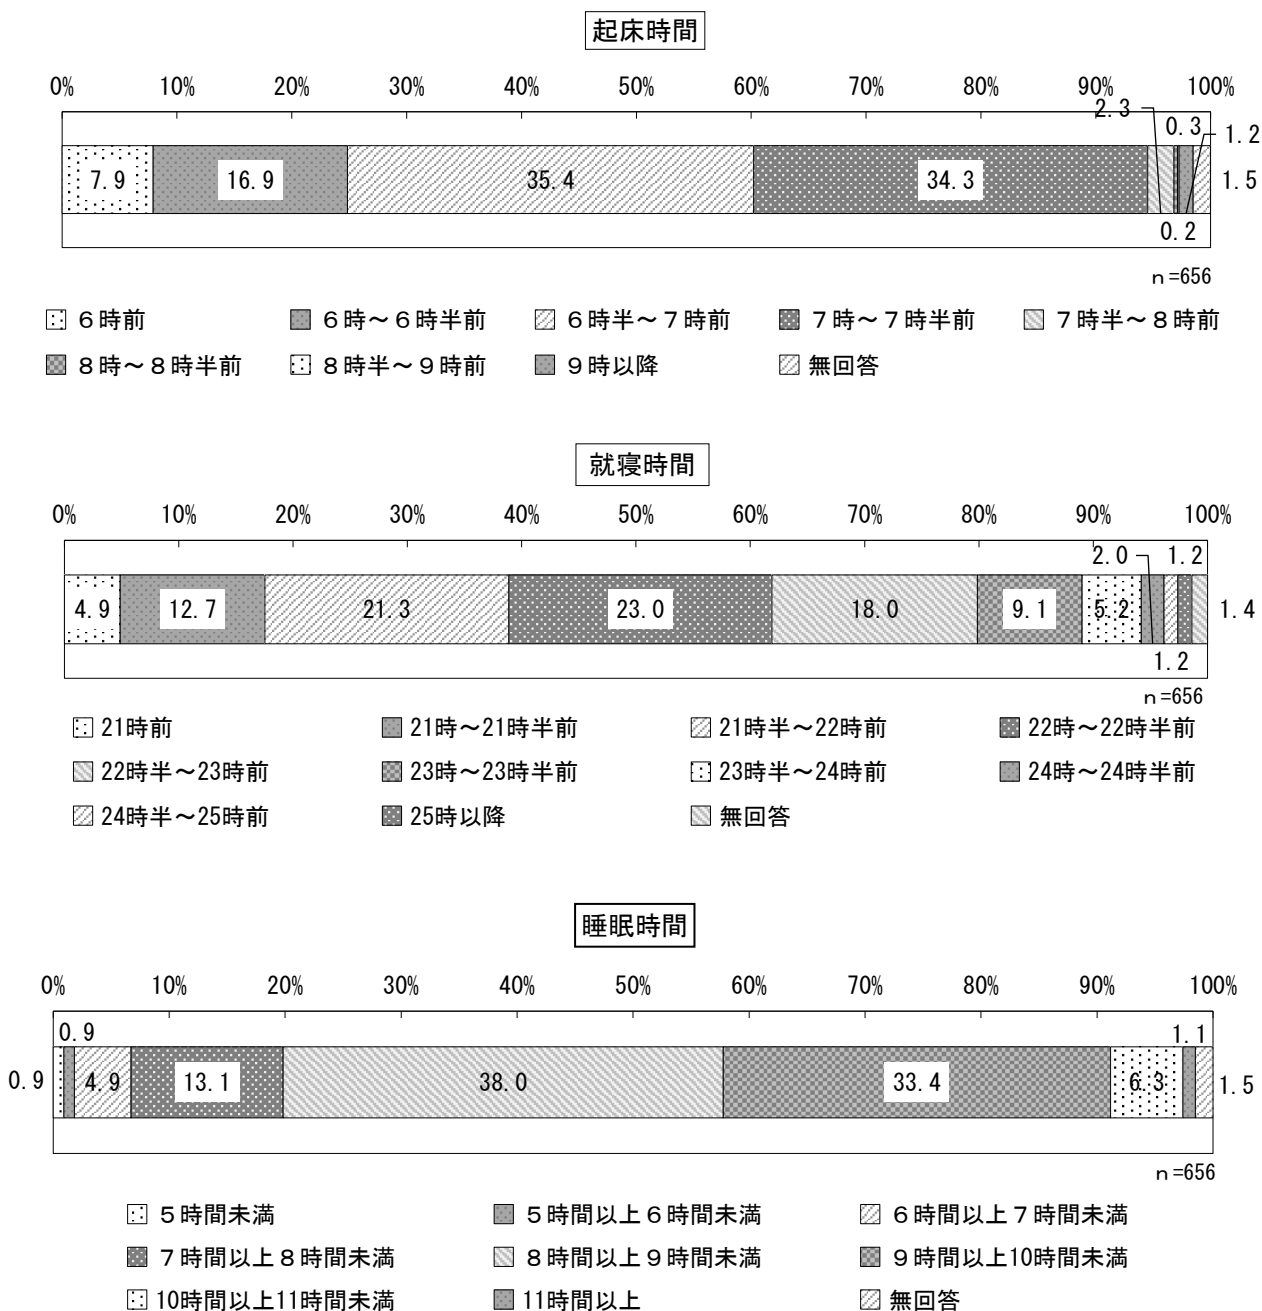 起床時間
0% 10% 20% 30% 40% 50% 60% 70% 80% 90% 100%
2.3 0.3 1.2
7.9 16.9 35.4 34.3 1.5
0.2
n=656
6時前 6時～6時半前 6時半～7時前 7時～7時半前 7時半～8時前
8時～8時半前 8時半～9時前 9時以降 無回答
就寝時間
0% 10% 20% 30% 40% 50% 60% 70% 80% 90% 100%
2.0 1.2
4.9 12.7 21.3 23.0 18.0 9.1 5.2 1.4
1.2
n=656
21時前 21時～21時半前 21時半～22時前 22時～22時半前
22時半～23時前 23時～23時半前 23時半～24時前 24時～24時半前
24時半～25時前 25時以降 無回答
睡眠時間
0% 10% 20% 30% 40% 50% 60% 70% 80% 90% 100%
0.9 1.1
0.9 4.9 13.1 38.0 33.4 6.3 1.5
n=656
5時間未満 5時間以上6時間未満 6時間以上7時間未満
7時間以上8時間未満 8時間以上9時間未満 9時間以上10時間未満
10時間以上11時間未満 11時間以上 無回答